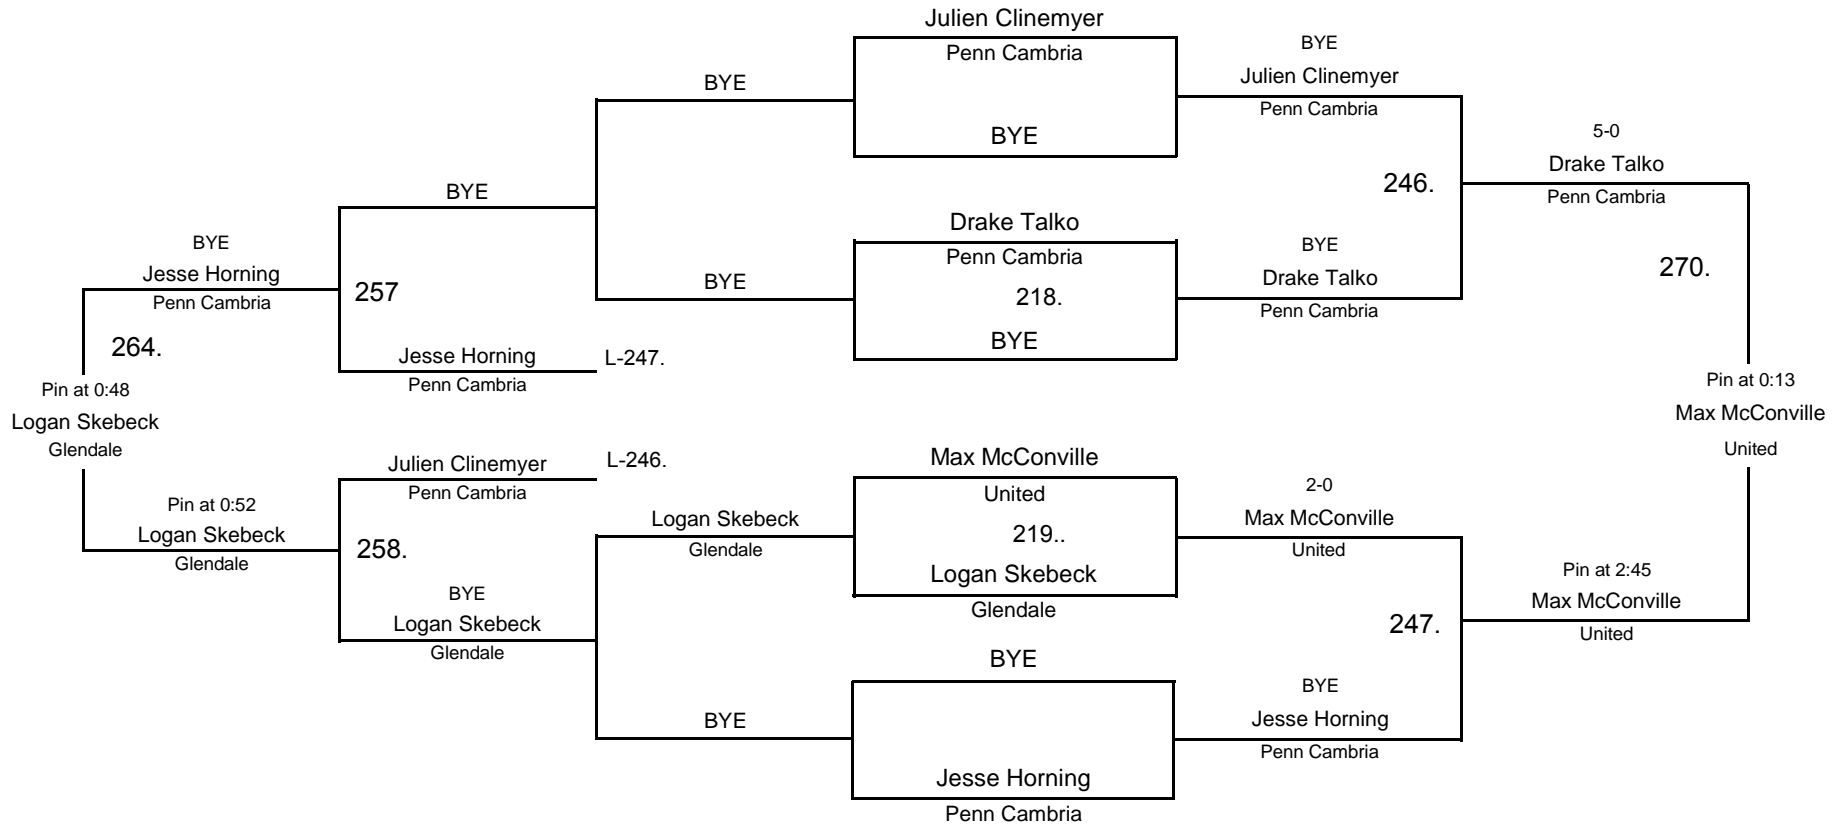 Julien Clinemyer
Penn Cambria
BYE
BYE
Julien Clinemyer
Penn Cambria
BYE
BYE
5-0
Drake Talko
Penn Cambria
246.
BYE
Drake Talko
Penn Cambria
218.
BYE
BYE
Drake Talko
Penn Cambria
270.
BYE
BYE
Jesse Horning
Penn Cambria
257
264.
Jesse Horning
Penn Cambria
L-247.
Pin at 0:48
Logan Skebeck
Glendale
Pin at 0:13
Max McConville
United
Julien Clinemyer
Penn Cambria
L-246.
Max McConville
United
219..
Logan Skebeck
Glendale
2-0
Max McConville
United
Pin at 0:52
Logan Skebeck
Glendale
258.
Logan Skebeck
Glendale
BYE
Logan Skebeck
Glendale
Pin at 2:45
Max McConville
United
247.
BYE
Jesse Horning
Penn Cambria
BYE
BYE
Jesse Horning
Penn Cambria